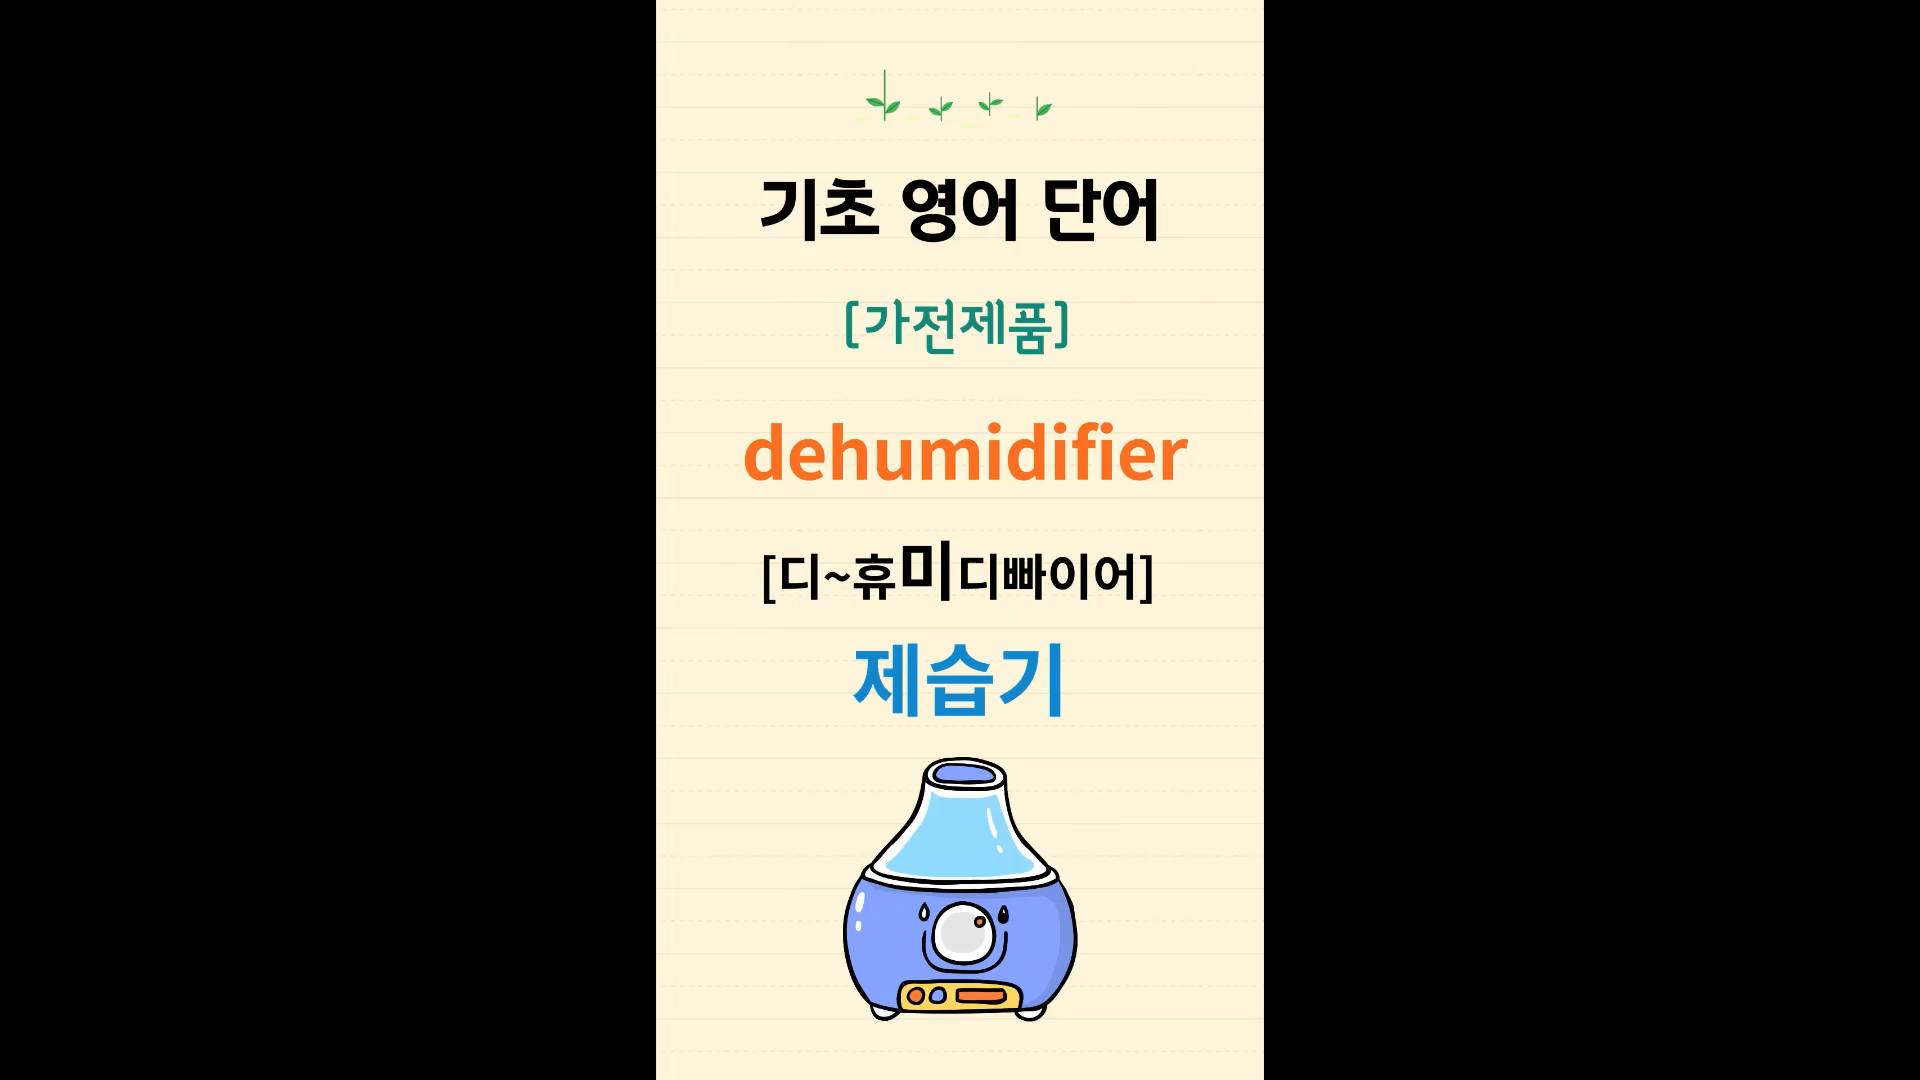 기초 영어 단어
[가전제품]
dehumidifier
[디~휴미디빠이어]
제습기